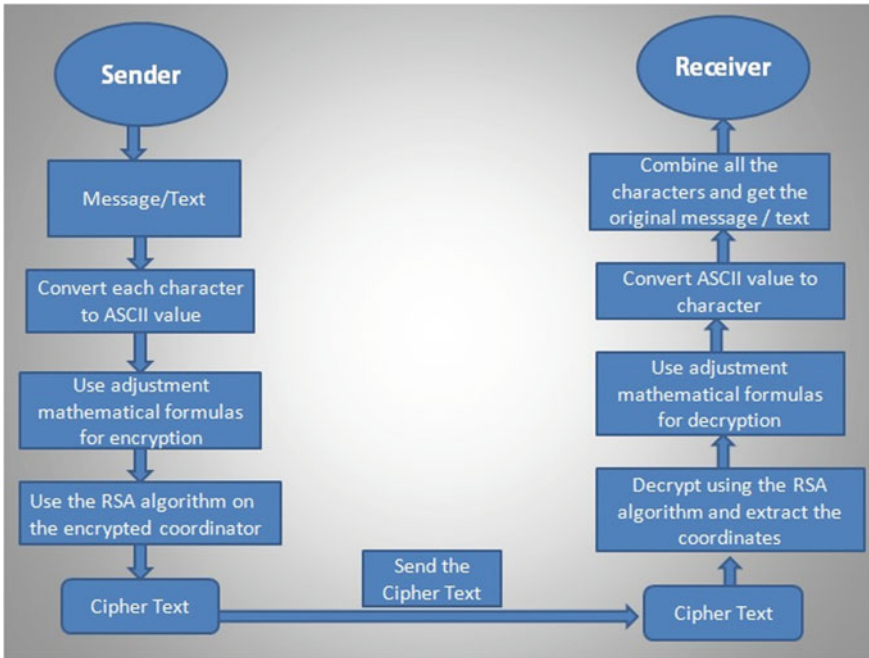 Sender
Message/Text
Convert each character
to ASCII value
Use adjustment
mathematical formulas
for encryption
Use the RSA algorithm on
the encrypted coordinator
Cipher Text
Send the
Cipher Text
Receiver
Combine all the
characters and get the
original message / text
Convert ASCII value to
character
Use adjustment
mathematical formulas
for decryption
Decrypt using the RSA
algorithm and extract the
coordinates
Cipher Text